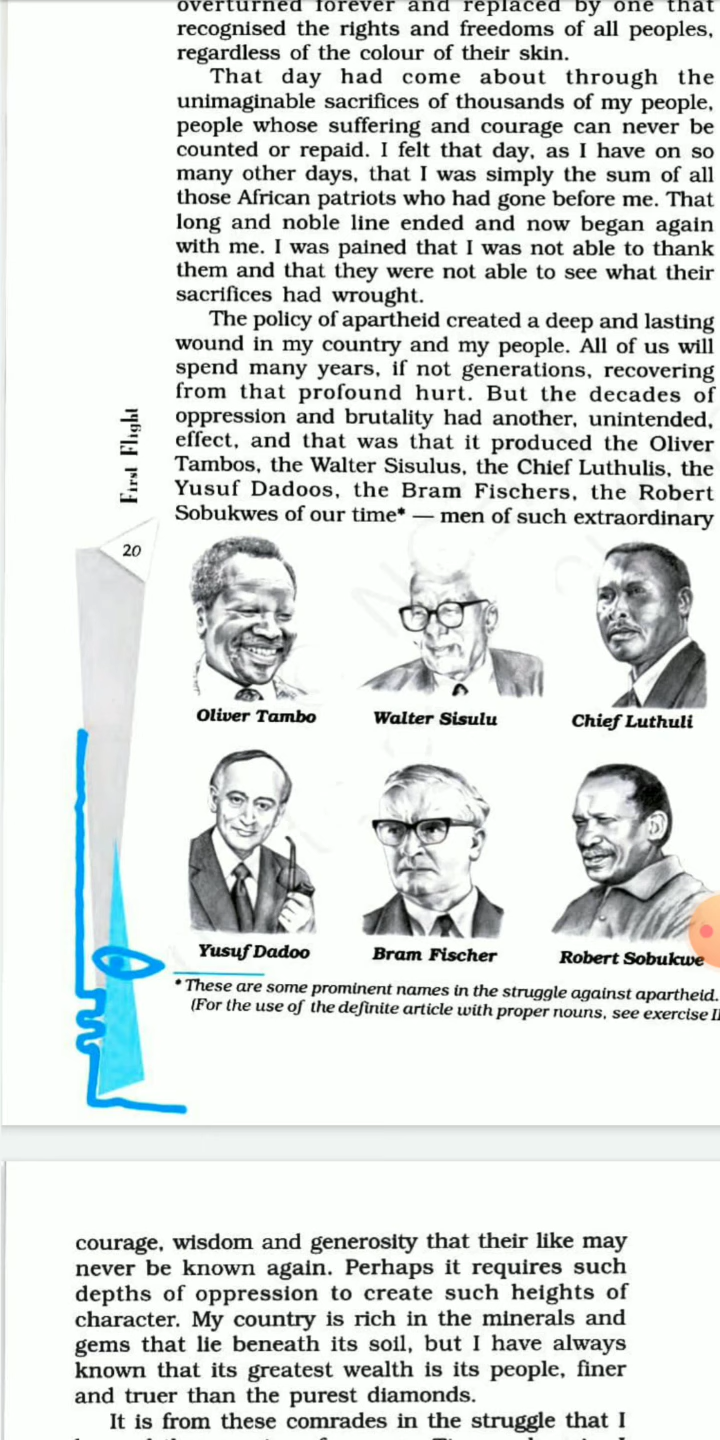 overturned forever and replaced by one that
recognised the rights and freedoms of all peoples,
regardless of the colour of their skin.
That day had come about through the
unimaginable sacrifices of thousands of my people,
people whose suffering and courage can never be
counted or repaid. I felt that day, as I have on so
many other days, that I was simply the sum of all
those African patriots who had gone before me. That
long and noble line ended and now began again
with me. I was pained that I was not able to thank
them and that they were not able to see what their
sacrifices had wrought.
The policy of apartheid created a deep and lasting
wound in my country and my people. All of us will
spend many years, if not generations, recovering
from that profound hurt. But the decades of
oppression and brutality had another, unintended,
effect, and that was that it produced the Oliver
Tambos, the Walter Sisulus, the Chief Luthulis, the
Yusuf Dadoos, the Bram Fischers, the Robert
Sobukwes of our time* — men of such extraordinary
First Flight
20
Oliver Tambo Walter Sisulu Chief Luthuli
Yusuf Dadoo Bram Fischer Robert Sobukwe
* These are some prominent names in the struggle against apartheid.
(For the use of the definite article with proper nouns, see exercise II
courage, wisdom and generosity that their like may
never be known again. Perhaps it requires such
depths of oppression to create such heights of
character. My country is rich in the minerals and
gems that lie beneath its soil, but I have always
known that its greatest wealth is its people, finer
and truer than the purest diamonds.
It is from these comrades in the struggle that I